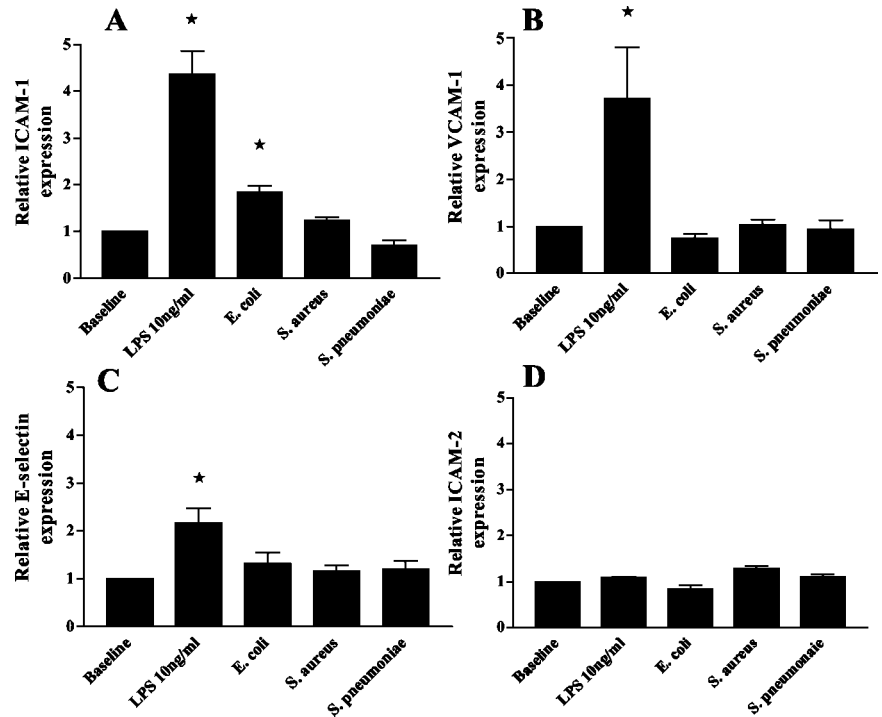 A
Relative ICAM-1
expression
5
4
3
2
1
0
Baseline
LPS 10ng/ml
E. coli
S. aureus
S. pneumoniae
B
Relative VCAM-1
expression
5
4
3
2
1
0
Baseline
LPS 10ng/ml
E. coli
S. aureus
S. pneumoniae
C
Relative E-selectin
expression
5
4
3
2
1
0
Baseline
LPS 10ng/ml
E. coli
S. aureus
S. pneumoniae
D
Relative ICAM-2
expression
5
4
3
2
1
0
Baseline
LPS 10ng/ml
E. coli
S. aureus
S. pneumonaie